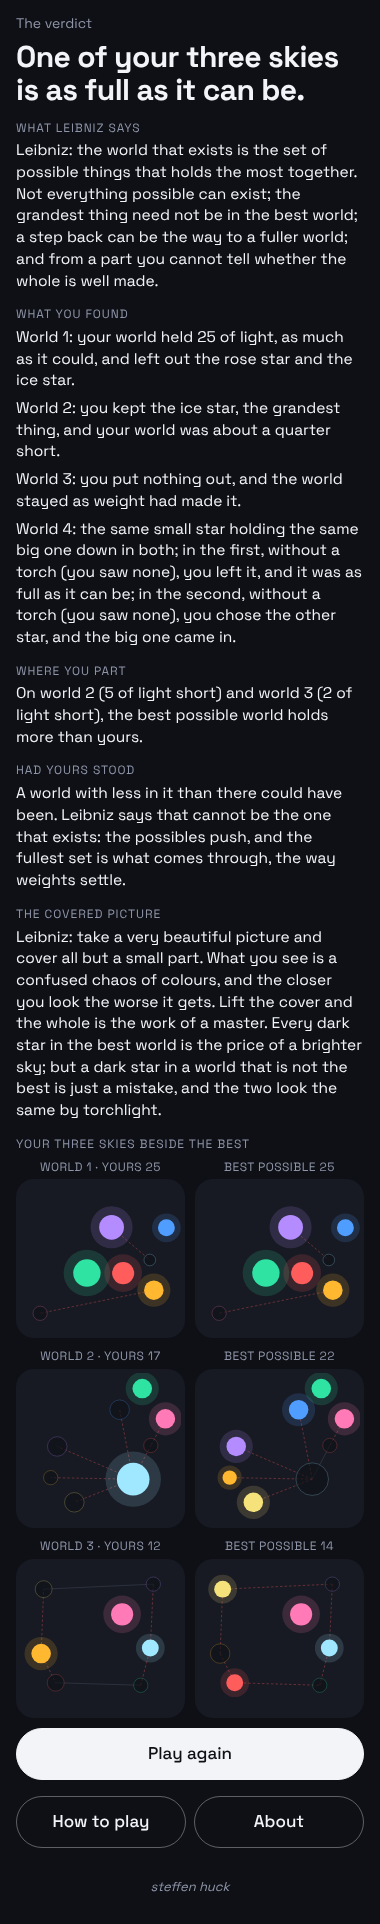 The verdict
One of your three skies
is as full as it can be.
WHAT LEIBNIZ SAYS
Leibniz: the world that exists is the set of
possible things that holds the most together.
Not everything possible can exist; the
grandest thing need not be in the best world;
a step back can be the way to a fuller world;
and from a part you cannot tell whether the
whole is well made.
WHAT YOU FOUND
World 1: your world held 25 of light, as much
as it could, and left out the rose star and the
ice star.
World 2: you kept the ice star, the grandest
thing, and your world was about a quarter
short.
World 3: you put nothing out, and the world
stayed as weight had made it.
World 4: the same small star holding the same
big one down in both; in the first, without a
torch (you saw none), you left it, and it was as
full as it can be; in the second, without a
torch (you saw none), you chose the other
star, and the big one came in.
WHERE YOU PART
On world 2 (5 of light short) and world 3 (2 of
light short), the best possible world holds
more than yours.
HAD YOURS STOOD
A world with less in it than there could have
been. Leibniz says that cannot be the one
that exists: the possibles push, and the
fullest set is what comes through, the way
weights settle.
THE COVERED PICTURE
Leibniz: take a very beautiful picture and
cover all but a small part. What you see is a
confused chaos of colours, and the closer
you look the worse it gets. Lift the cover and
the whole is the work of a master. Every dark
star in the best world is the price of a brighter
sky; but a dark star in a world that is not the
best is just a mistake, and the two look the
same by torchlight.
YOUR THREE SKIES BESIDE THE BEST
WORLD 1 · YOURS 25
BEST POSSIBLE 25
WORLD 2 · YOURS 17
BEST POSSIBLE 22
WORLD 3 · YOURS 12
BEST POSSIBLE 14
Play again
How to play
About
steffen huck